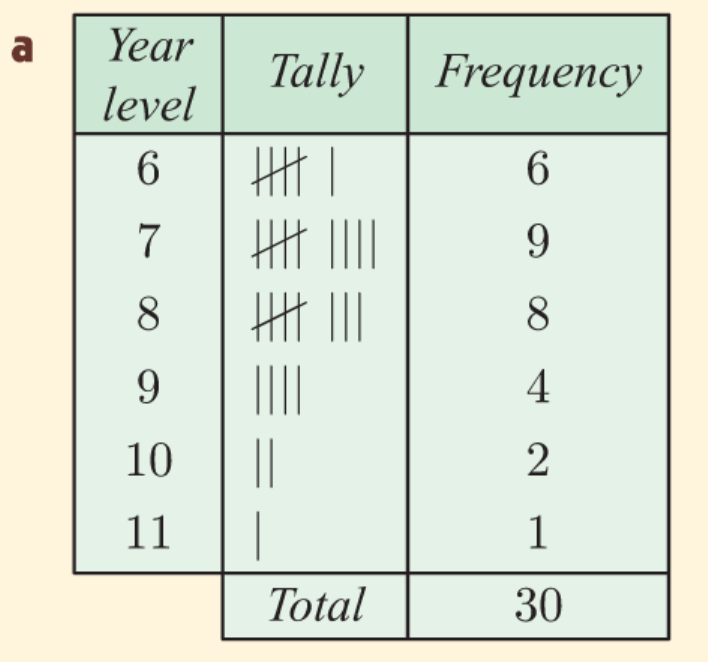 a
Year level Tally Frequency
6 𝍸 | 6
7 𝍸 |||| 9
8 𝍸 ||| 8
9 |||| 4
10 || 2
11 | 1
Total 30